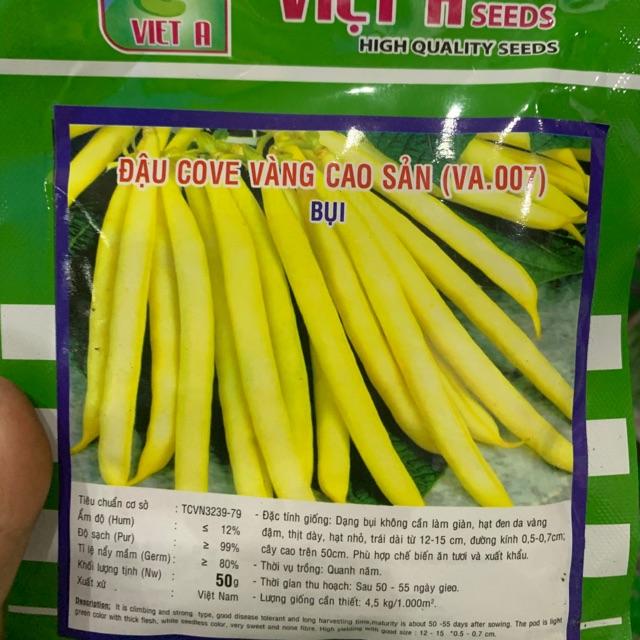 VIET A
VIỆT A SEEDS
HIGH QUALITY SEEDS
ĐẬU COVE VÀNG CAO SẢN (VA.007)
BỤI
Tiêu chuẩn cơ sở : TCVN3239-79
Ẩm độ (Hum) : ≤ 12%
Độ sạch (Pur) : ≥ 99%
Tỉ lệ nẩy mầm (Germ) : ≥ 80%
Khối lượng tịnh (Nw) : 50g
Xuất xứ : Việt Nam
- Đặc tính giống: Dạng bụi không cần làm giàn, hạt đen da vàng
đậm, thịt dày, hạt nhỏ, trái dài từ 12-15 cm, đường kính 0,5-0,7cm;
cây cao trên 50cm. Phù hợp chế biến ăn tươi và xuất khẩu.
- Thời vụ trồng: Quanh năm.
- Thời gian thu hoạch: Sau 50 - 55 ngày gieo.
- Lượng giống cần thiết: 4,5 kg/1.000m².
Description: It is climbing and strong type, good disease tolerant and long harvesting time,maturity is about 50 -55 days after sowing. The pod is light
green color with thick flesh, white seedless color, very sweet and none fibre. High yielding with good size : 12 - 15 . 0.5 - 0.7 cm.